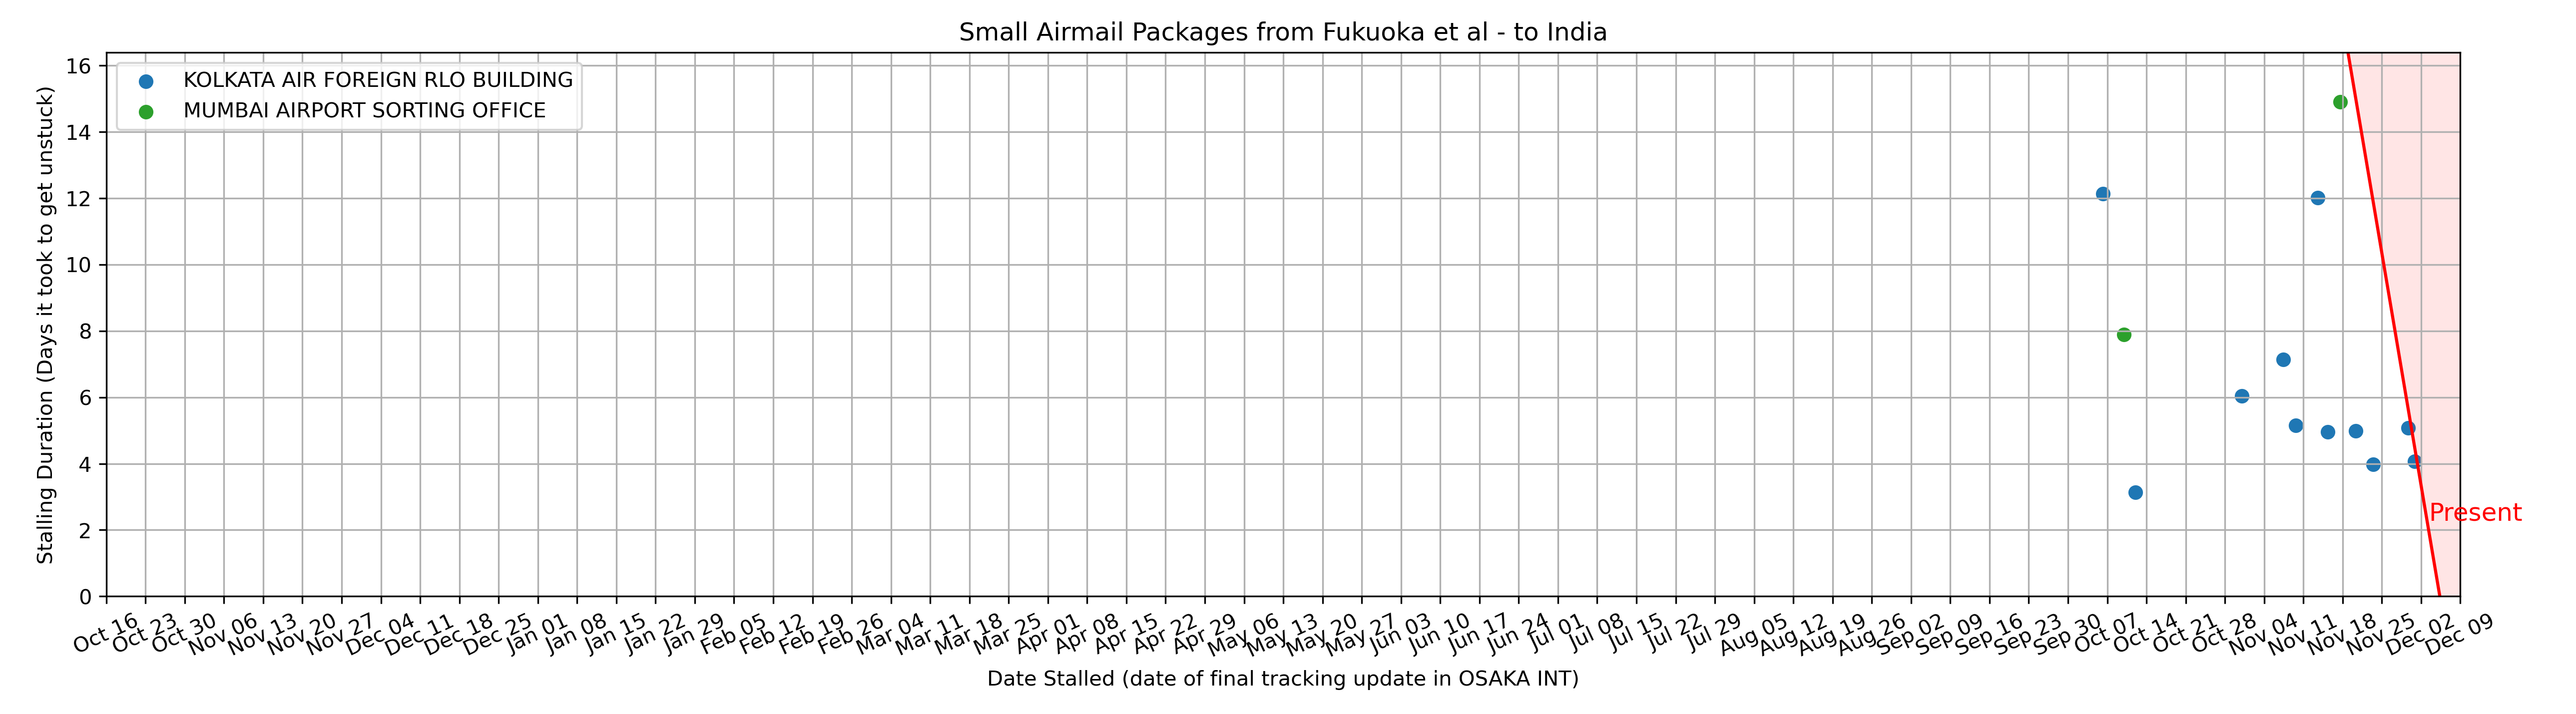 Small Airmail Packages from Fukuoka et al - to India
KOLKATA AIR FOREIGN RLO BUILDING
MUMBAI AIRPORT SORTING OFFICE
Stalling Duration (Days it took to get unstuck)
16
14
12
10
8
6
4
2
0
Present
Oct 16
Oct 23
Oct 30
Nov 06
Nov 13
Nov 20
Nov 27
Dec 04
Dec 11
Dec 18
Dec 25
Jan 01
Jan 08
Jan 15
Jan 22
Jan 29
Feb 05
Feb 12
Feb 19
Feb 26
Mar 04
Mar 11
Mar 18
Mar 25
Apr 01
Apr 08
Apr 15
Apr 22
Apr 29
May 06
May 13
May 20
May 27
Jun 03
Jun 10
Jun 17
Jun 24
Jul 01
Jul 08
Jul 15
Jul 22
Jul 29
Aug 05
Aug 12
Aug 19
Aug 26
Sep 02
Sep 09
Sep 16
Sep 23
Sep 30
Oct 07
Oct 14
Oct 21
Oct 28
Nov 04
Nov 11
Nov 18
Nov 25
Dec 02
Dec 09
Date Stalled (date of final tracking update in OSAKA INT)